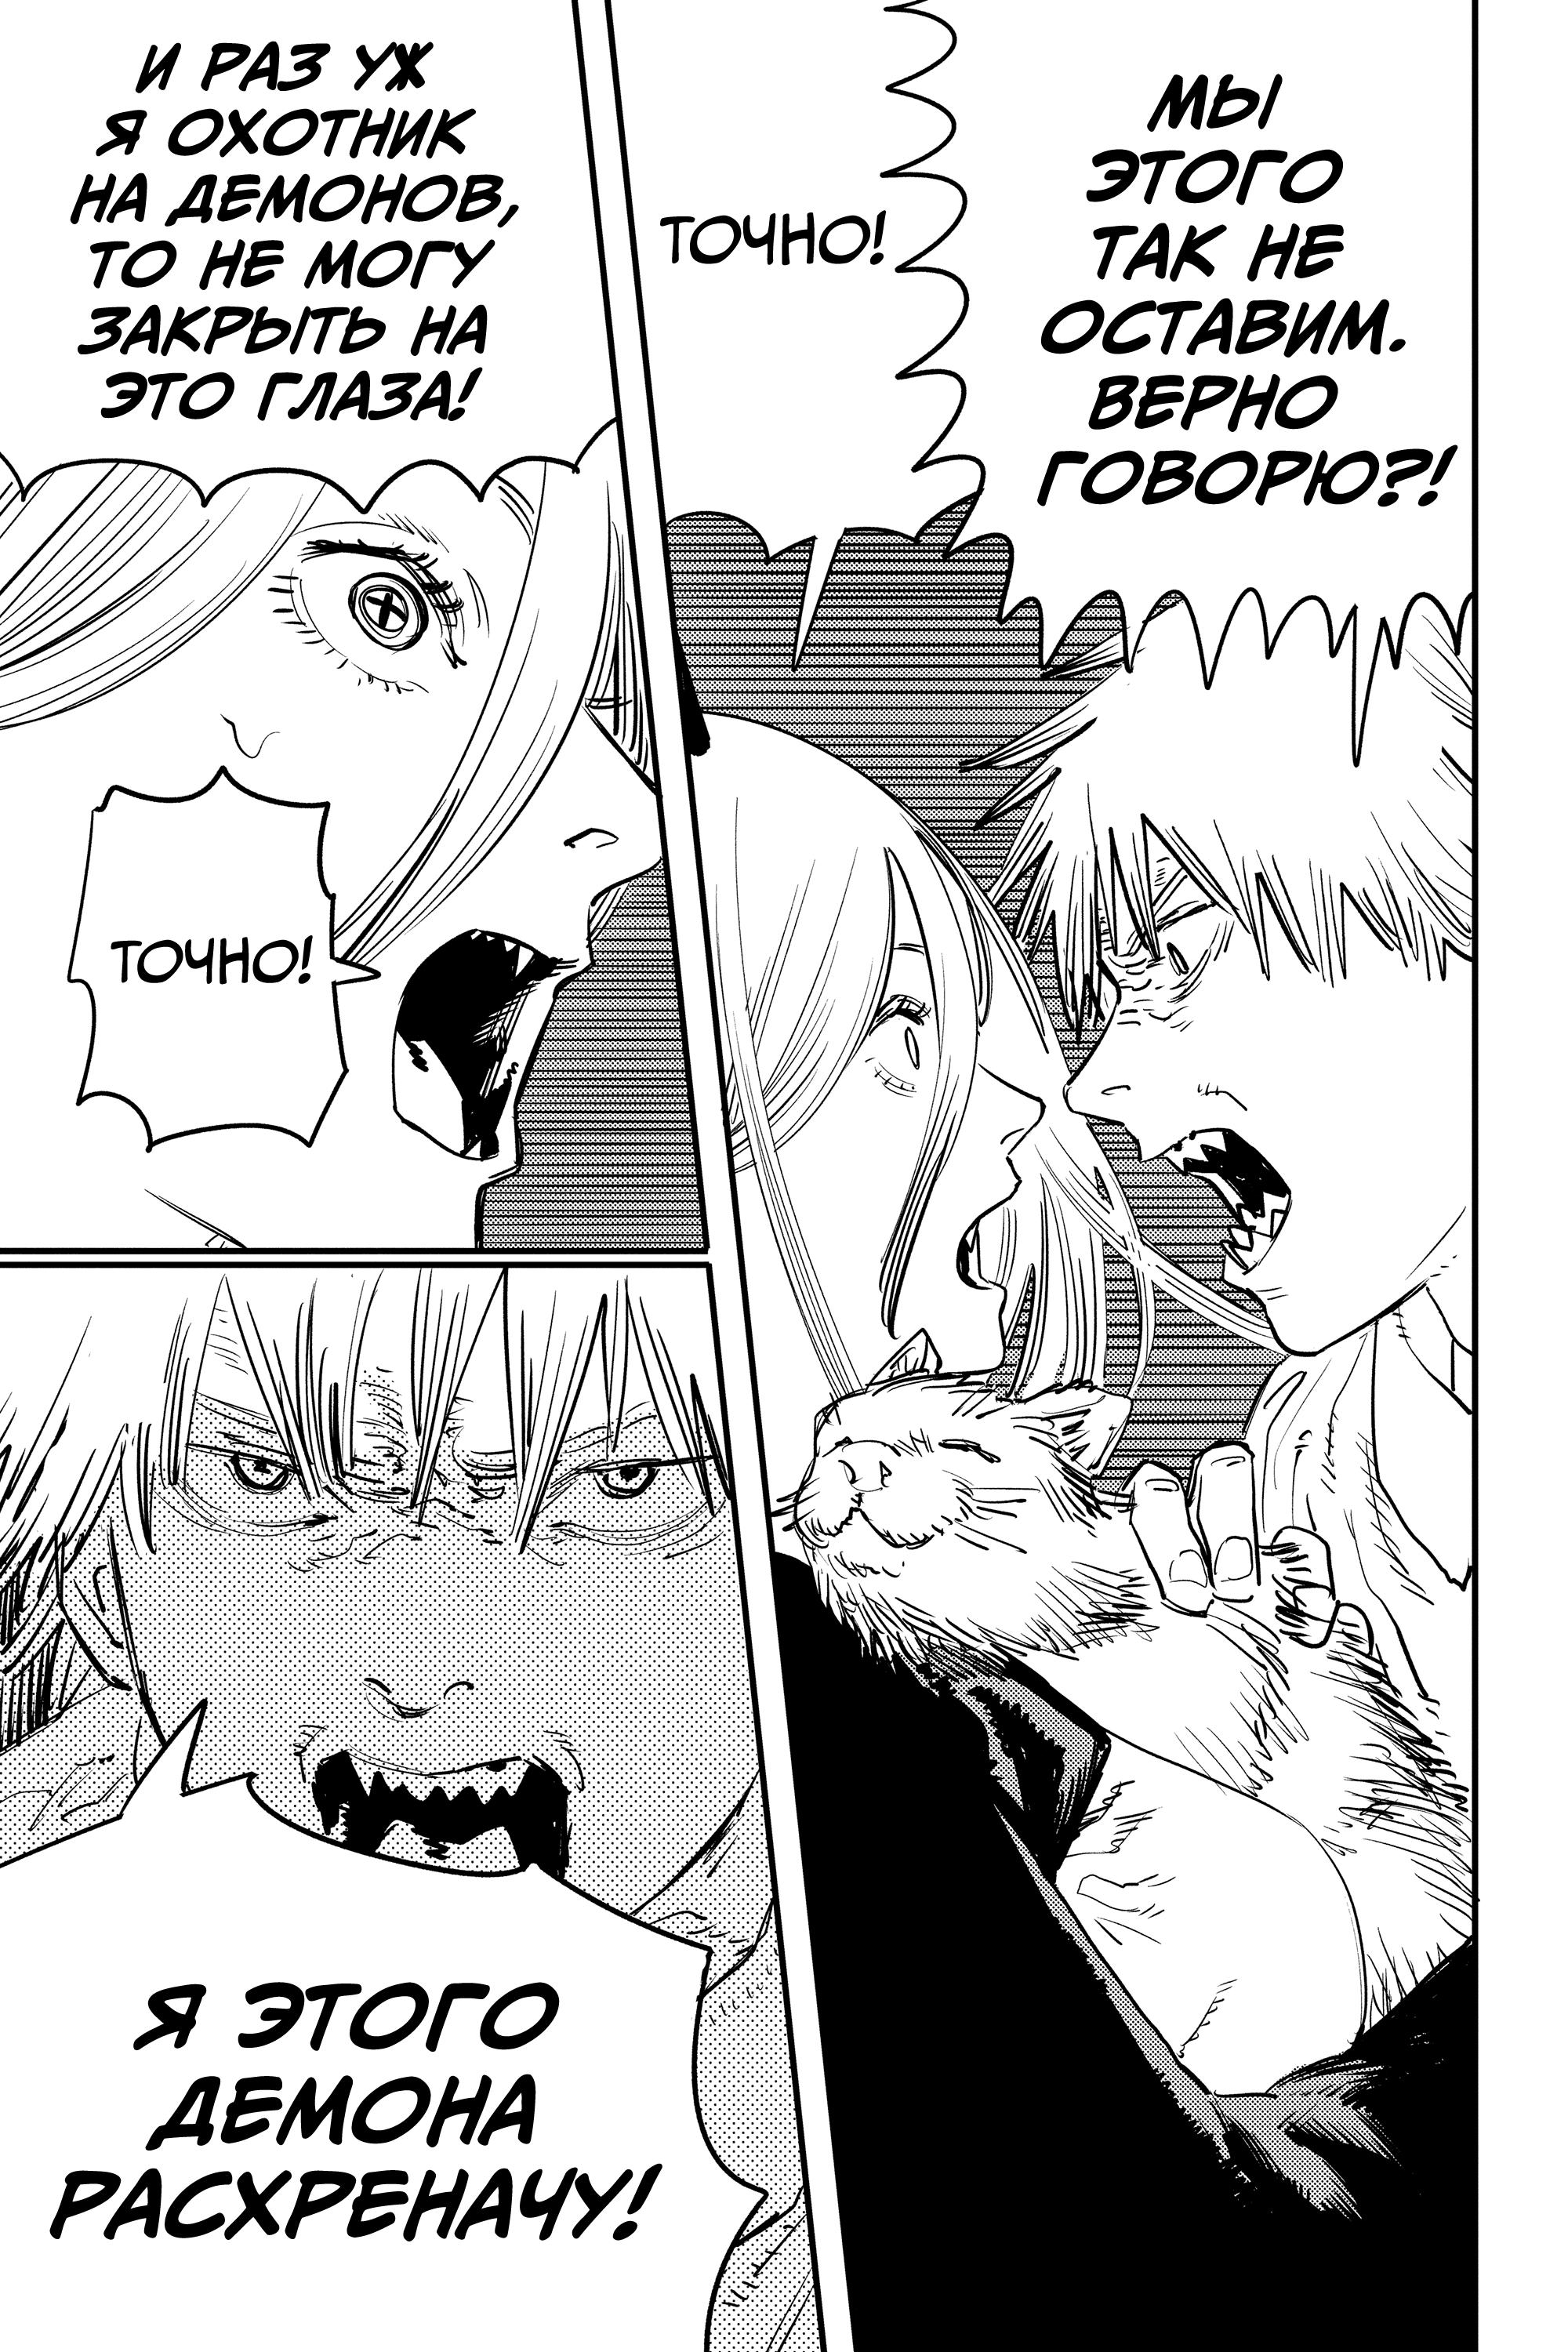 МЫ
ЭТОГО
ТАК НЕ
ОСТАВИМ.
ВЕРНО
ГОВОРЮ?!
ТОЧНО!
И РАЗ УЖ
Я ОХОТНИК
НА ДЕМОНОВ,
ТО НЕ МОГУ
ЗАКРЫТЬ НА
ЭТО ГЛАЗА!
ТОЧНО!
Я ЭТОГО
ДЕМОНА
РАСХРЕНАЧУ!